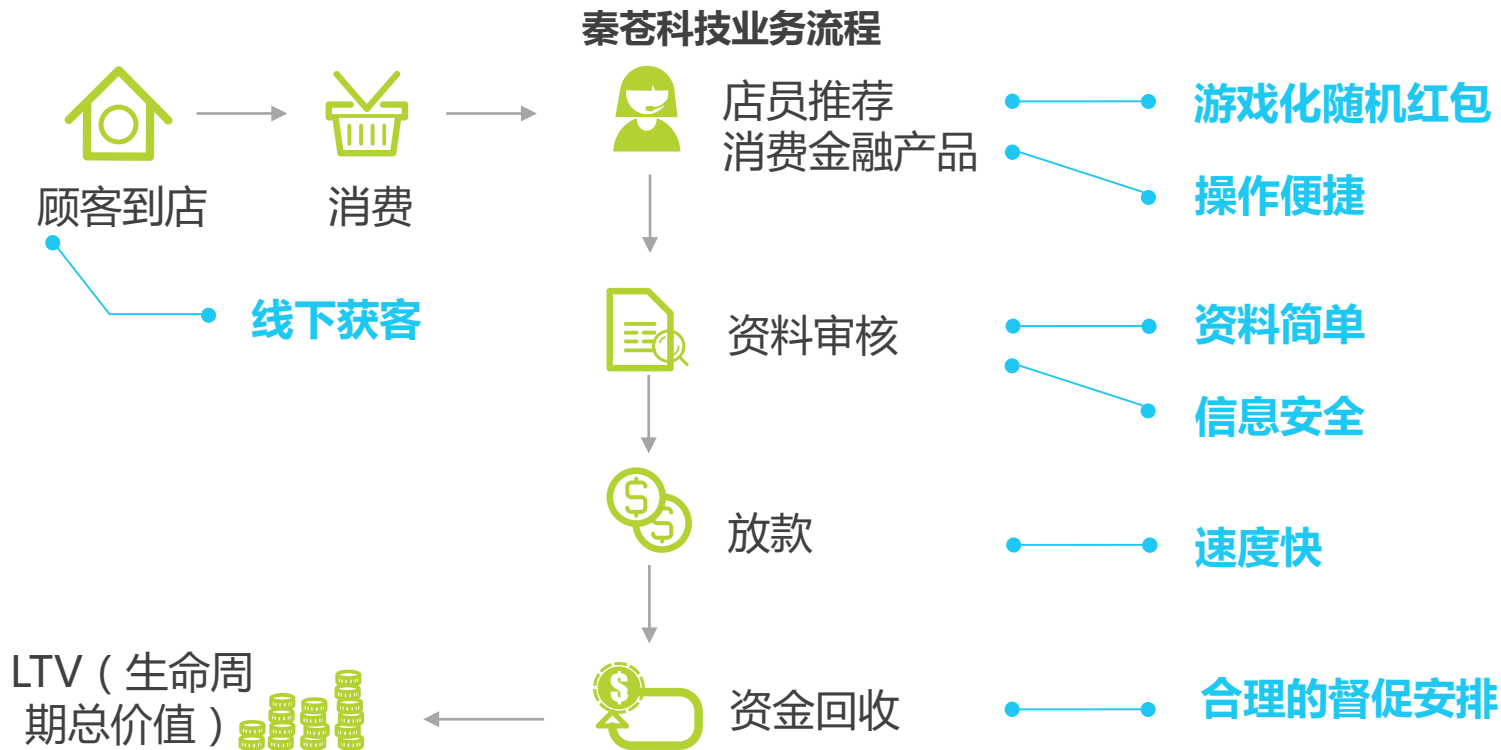 秦苍科技业务流程
店员推荐
消费金融产品
游戏化随机红包
操作便捷
顾客到店
消费
线下获客
资料审核
资料简单
信息安全
放款
速度快
LTV（生命周
期总价值）
资金回收
合理的督促安排